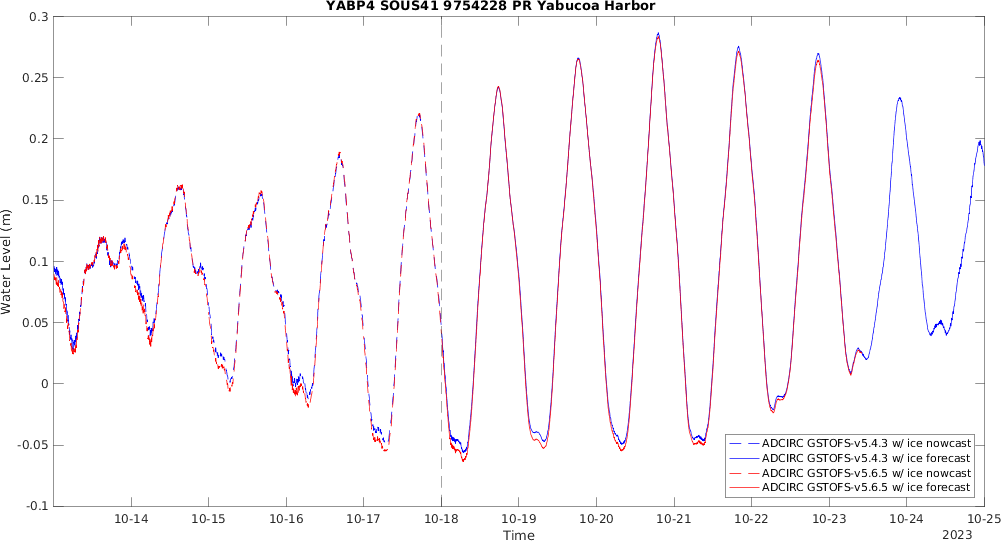 YABP4 SOUS41 9754228 PR Yabucoa Harbor
0.3
0.25
0.2
0.15
0.1
0.05
0
-0.05
-0.1
Water Level (m)
ADCIRC GSTOFS-v5.4.3 w/ ice nowcast
ADCIRC GSTOFS-v5.4.3 w/ ice forecast
ADCIRC GSTOFS-v5.6.5 w/ ice nowcast
ADCIRC GSTOFS-v5.6.5 w/ ice forecast
10-14 10-15 10-16 10-17 10-18 10-19 10-20 10-21 10-22 10-23 10-24 10-25
Time
2023